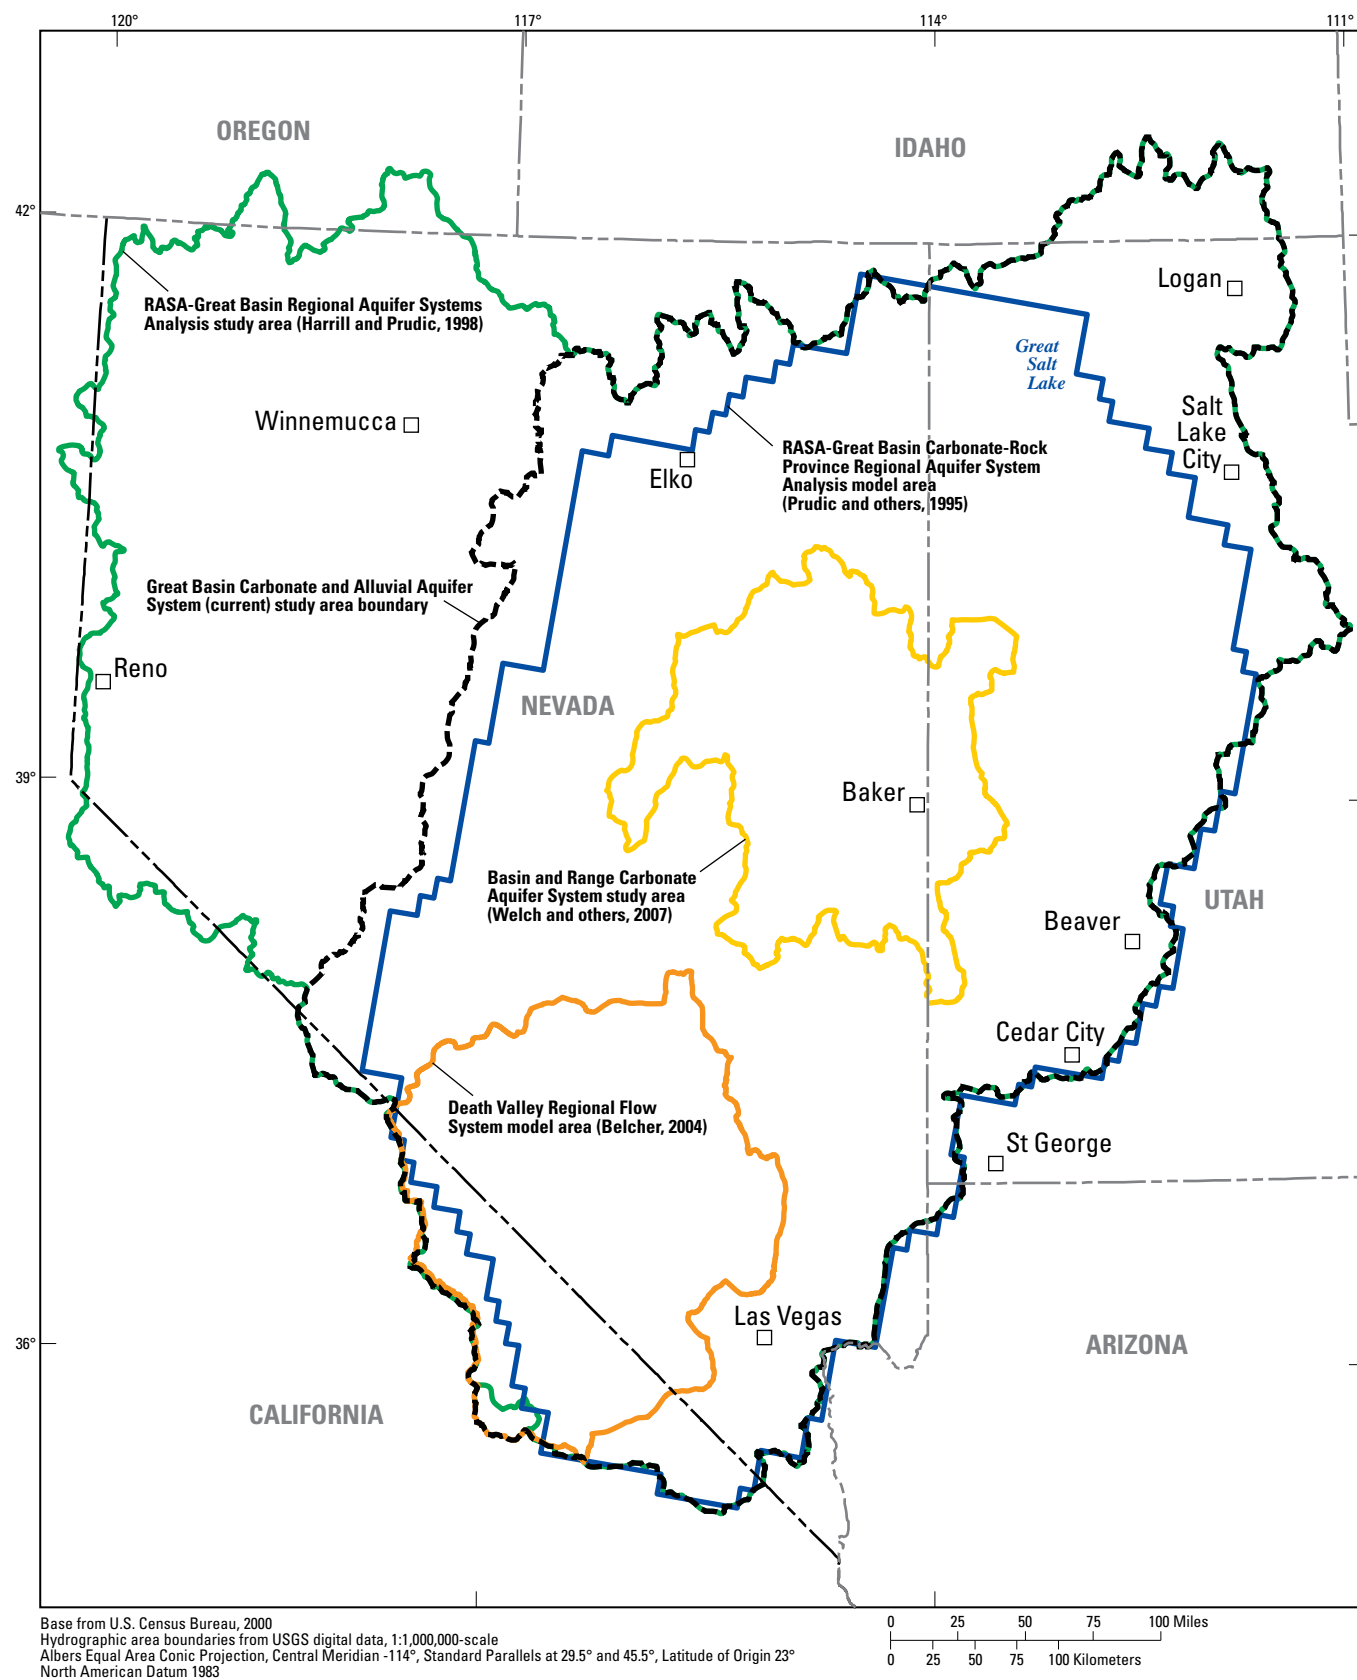 120°
117°
114°
111°
OREGON
IDAHO
42°
Logan
RASA-Great Basin Regional Aquifer Systems
Analysis study area (Harrill and Prudic, 1998)
Great
Salt
Lake
Winnemucca
Salt
Lake
City
RASA-Great Basin Carbonate-Rock
Province Regional Aquifer System
Analysis model area
(Prudic and others, 1995)
Elko
Great Basin Carbonate and Alluvial Aquifer
System (current) study area boundary
Reno
NEVADA
39°
Baker
Basin and Range Carbonate
Aquifer System study area
(Welch and others, 2007)
UTAH
Beaver
Cedar City
Death Valley Regional Flow
System model area (Belcher, 2004)
St George
Las Vegas
36°
ARIZONA
CALIFORNIA
Base from U.S. Census Bureau, 2000
Hydrographic area boundaries from USGS digital data, 1:1,000,000-scale
Albers Equal Area Conic Projection, Central Meridian -114°, Standard Parallels at 29.5° and 45.5°, Latitude of Origin 23°
North American Datum 1983
0 25 50 75 100 Miles
0 25 50 75 100 Kilometers